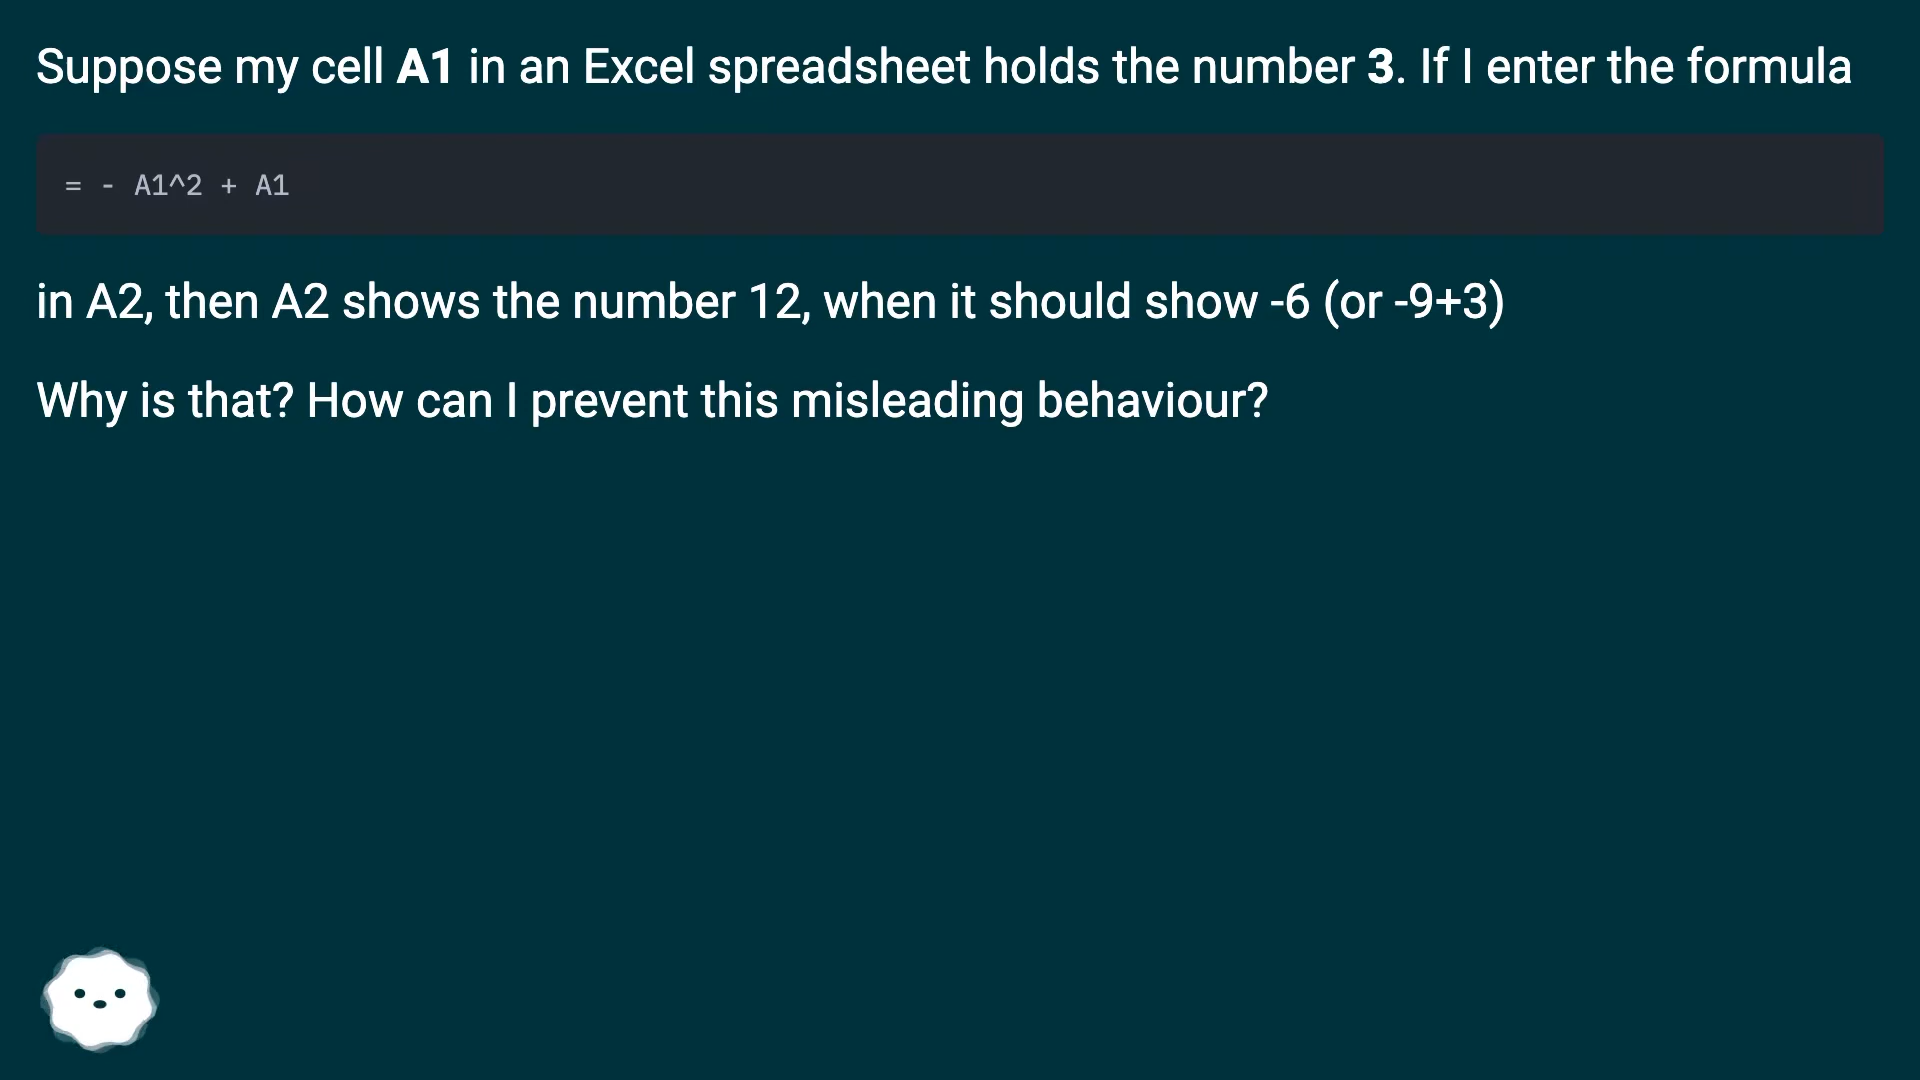 Suppose my cell A1 in an Excel spreadsheet holds the number 3. If I enter the formula
= - A1^2 + A1
in A2, then A2 shows the number 12, when it should show -6 (or -9+3)
Why is that? How can I prevent this misleading behaviour?